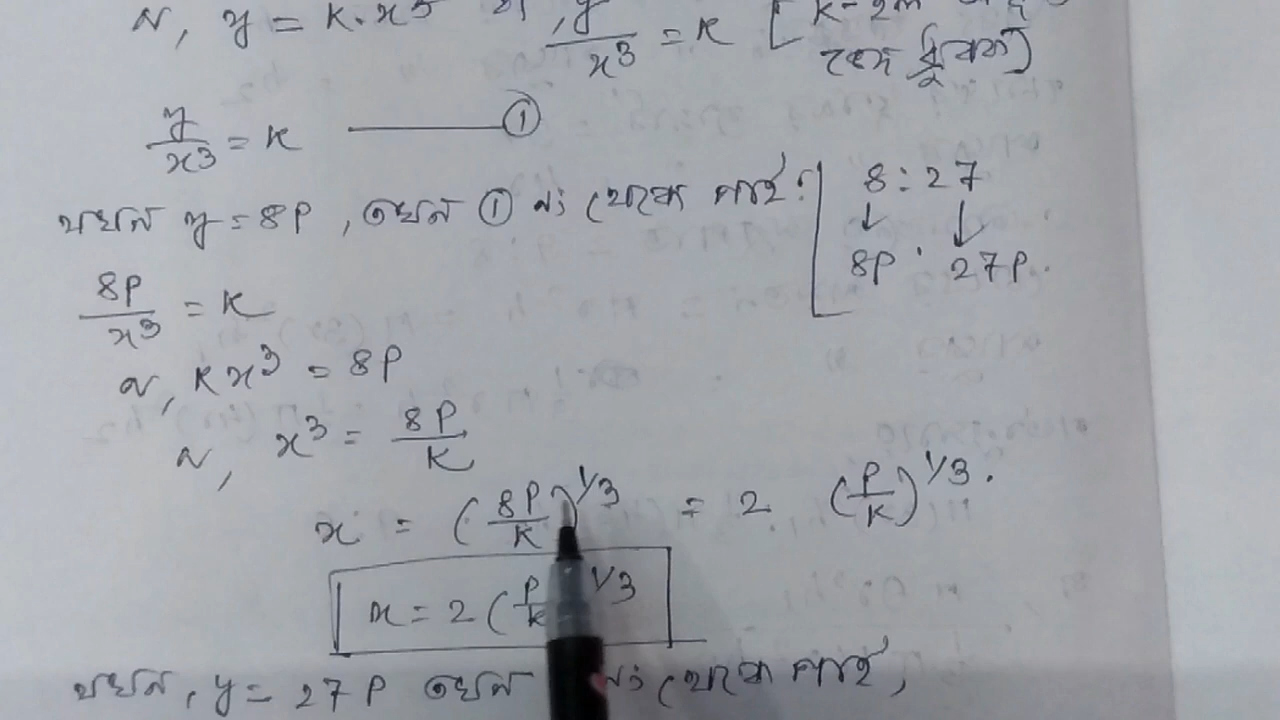 বা, y = K.x³ বা, y/x³ = K [K = অশূন্য ভেদ ধ্রুবক]
y/x³ = K ——— ①
যখন y = 8P, তখন ① নং থেকে পাই,
8 : 27
↓ ↓
8P : 27P.
8P/x³ = K
বা, Kx³ = 8P
বা, x³ = 8P/K
x = (8P/K)^1/3 = 2 (P/K)^1/3.
x = 2(P/K)^1/3
যখন, y = 27P তখন নং থেকে পাই,